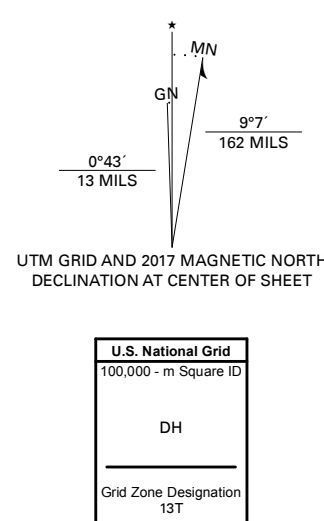 ★
MN
GN
9°7´
162 MILS
0°43´
13 MILS
UTM GRID AND 2017 MAGNETIC NORTH
DECLINATION AT CENTER OF SHEET
U.S. National Grid
100,000 - m Square ID
DH
Grid Zone Designation
13T